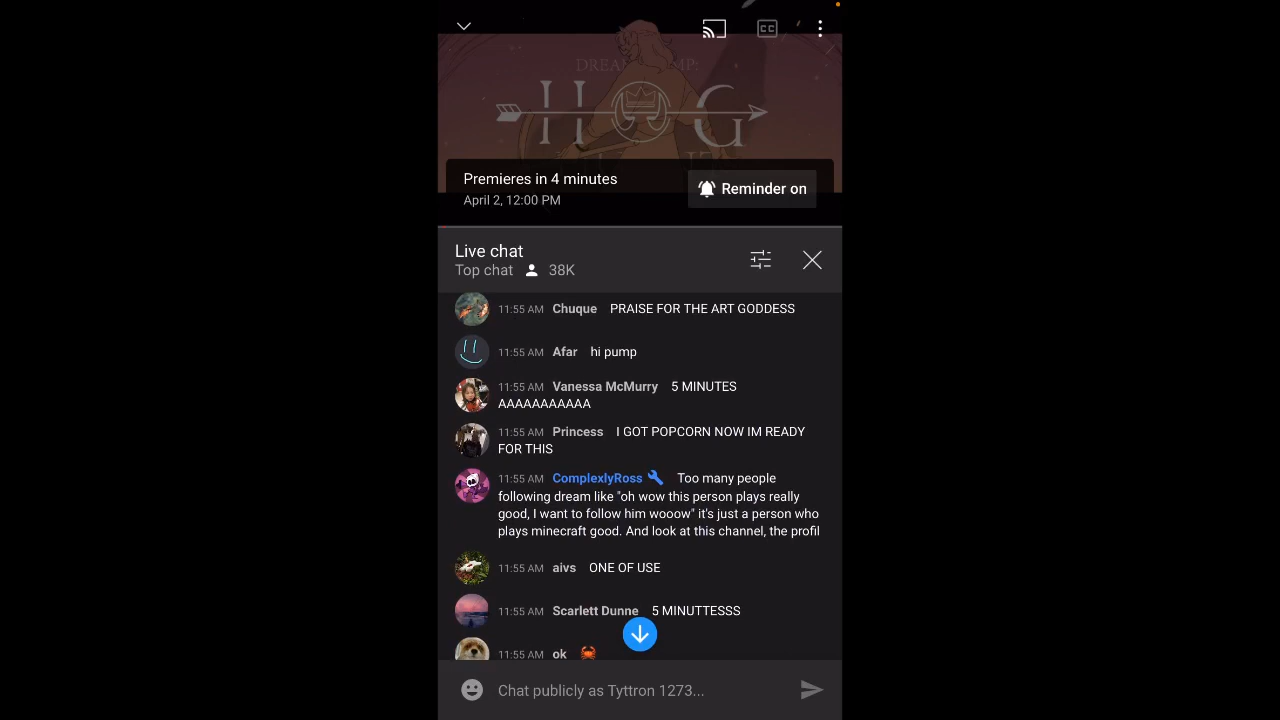 CC
H G
Premieres in 4 minutes
Reminder on
April 2, 12:00 PM
Live chat
Top chat 38K
11:55 AM Chuque PRAISE FOR THE ART GODDESS
11:55 AM Afar hi pump
11:55 AM Vanessa McMurry 5 MINUTES
AAAAAAAAAAA
11:55 AM Princess I GOT POPCORN NOW IM READY
FOR THIS
11:55 AM ComplexlyRoss Too many people
following dream like "oh wow this person plays really
good, I want to follow him wooow" it's just a person who
plays minecraft good. And look at this channel, the profil
11:55 AM aivs ONE OF USE
11:55 AM Scarlett Dunne 5 MINUTTESSS
11:55 AM ok 🦀
Chat publicly as Tyttron 1273...